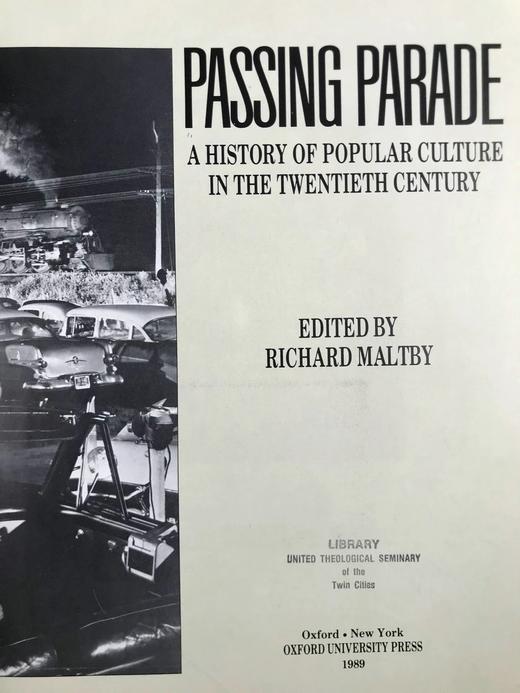 PASSING PARADE
A HISTORY OF POPULAR CULTURE
IN THE TWENTIETH CENTURY
EDITED BY
RICHARD MALTBY
LIBRARY
UNITED THEOLOGICAL SEMINARY
of the
Twin Cities
Oxford • New York
OXFORD UNIVERSITY PRESS
1989